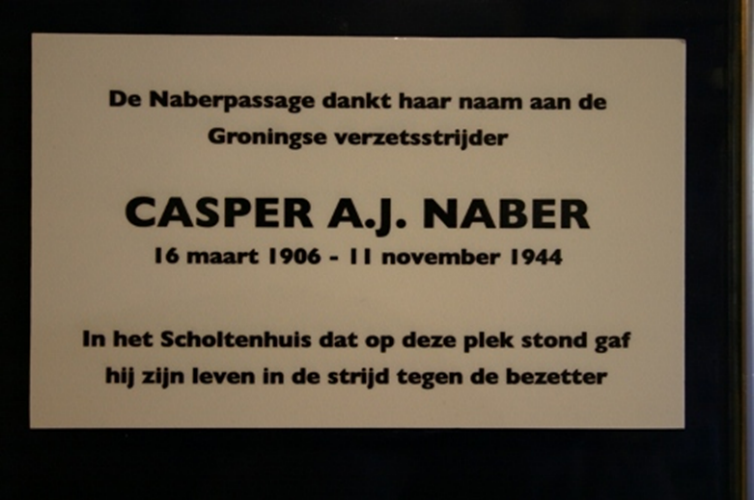 De Naberpassage dankt haar naam aan de
Groningse verzetsstrijder
CASPER A.J. NABER
16 maart 1906 - 11 november 1944
In het Scholtenhuis dat op deze plek stond gaf
hij zijn leven in de strijd tegen de bezetter